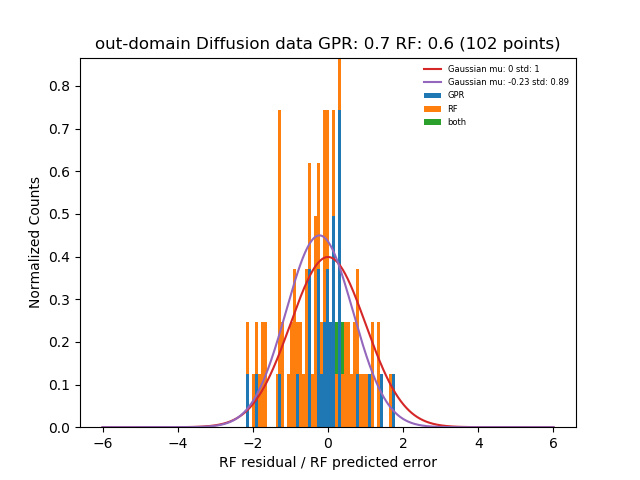 out-domain Diffusion data GPR: 0.7 RF: 0.6 (102 points)
Gaussian mu: 0 std: 1
Gaussian mu: -0.23 std: 0.89
GPR
RF
both
Normalized Counts
0.8
0.7
0.6
0.5
0.4
0.3
0.2
0.1
0.0
−6 −4 −2 0 2 4 6
RF residual / RF predicted error